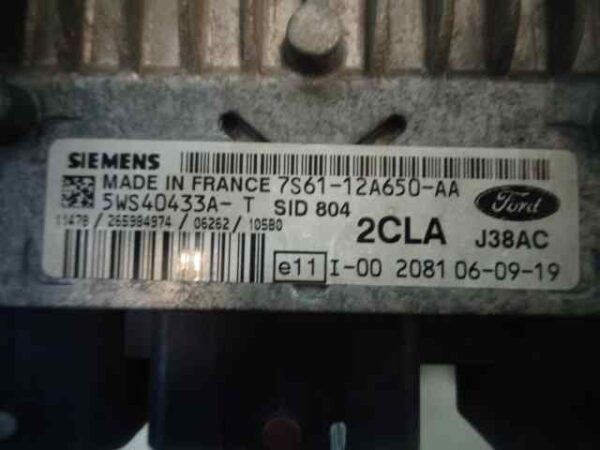 SIEMENS
MADE IN FRANCE 7S61-12A650-AA
5WS40433A- T SID 804
Ford
11478 / 265984974 / 06262 / 105B0
2CLA J38AC
e11 I-00 2081 06-09-19